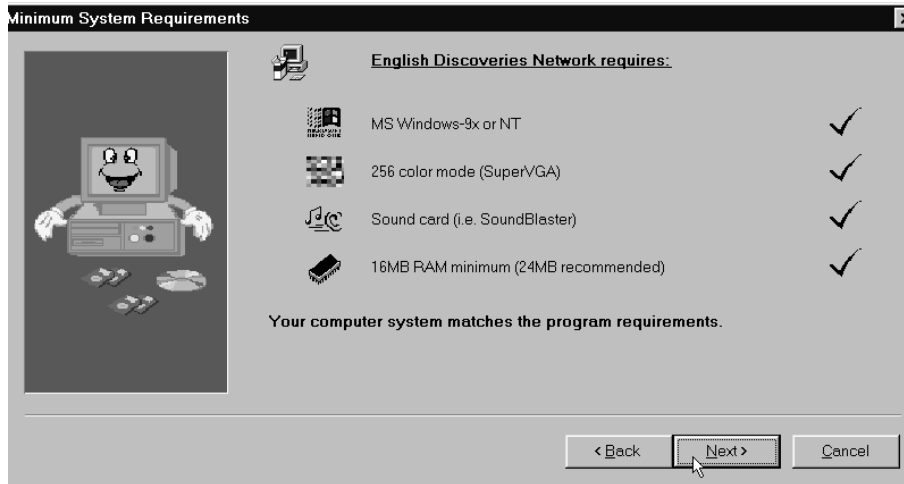 Minimum System Requirements
English Discoveries Network requires:
MS Windows-9x or NT
256 color mode (SuperVGA)
Sound card (i.e. SoundBlaster)
16MB RAM minimum (24MB recommended)
Your computer system matches the program requirements.
< Back Next > Cancel